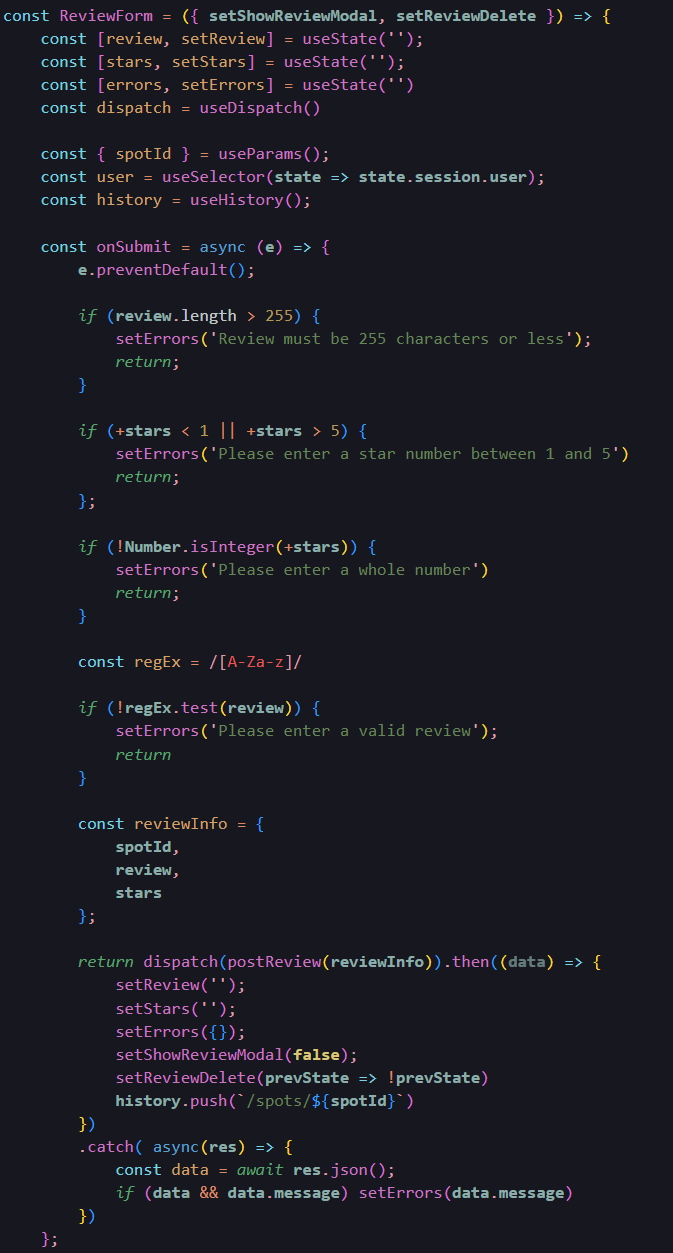 const ReviewForm = ({ setShowReviewModal, setReviewDelete }) => {
    const [review, setReview] = useState('');
    const [stars, setStars] = useState('');
    const [errors, setErrors] = useState('')
    const dispatch = useDispatch()

    const { spotId } = useParams();
    const user = useSelector(state => state.session.user);
    const history = useHistory();

    const onSubmit = async (e) => {
        e.preventDefault();

        if (review.length > 255) {
            setErrors('Review must be 255 characters or less');
            return;
        }

        if (+stars < 1 || +stars > 5) {
            setErrors('Please enter a star number between 1 and 5')
            return;
        };

        if (!Number.isInteger(+stars)) {
            setErrors('Please enter a whole number')
            return;
        }

        const regEx = /[A-Za-z]/

        if (!regEx.test(review)) {
            setErrors('Please enter a valid review');
            return
        }

        const reviewInfo = {
            spotId,
            review,
            stars
        };

        return dispatch(postReview(reviewInfo)).then((data) => {
            setReview('');
            setStars('');
            setErrors({});
            setShowReviewModal(false);
            setReviewDelete(prevState => !prevState)
            history.push(`/spots/${spotId}`)
        })
        .catch( async(res) => {
            const data = await res.json();
            if (data && data.message) setErrors(data.message)
        })
    };